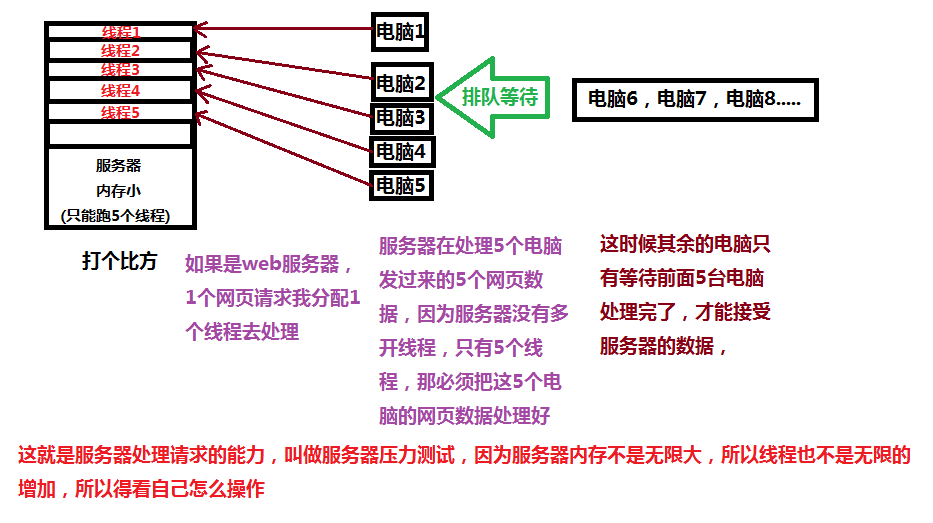 线程1
线程2
线程3
线程4
线程5
服务器
内存小
(只能跑5个线程)
电脑1
电脑2
电脑3
电脑4
电脑5
排队等待
电脑6，电脑7，电脑8.....
打个比方
如果是web服务器，
1个网页请求我分配1
个线程去处理
服务器在处理5个电脑
发过来的5个网页数
据，因为服务器没有多
开线程，只有5个线
程，那必须把这5个电
脑的网页数据处理好
这时候其余的电脑只
有等待前面5台电脑
处理完了，才能接受
服务器的数据，
这就是服务器处理请求的能力，叫做服务器压力测试，因为服务器内存不是无限大，所以线程也不是无限的
增加，所以得看自己怎么操作